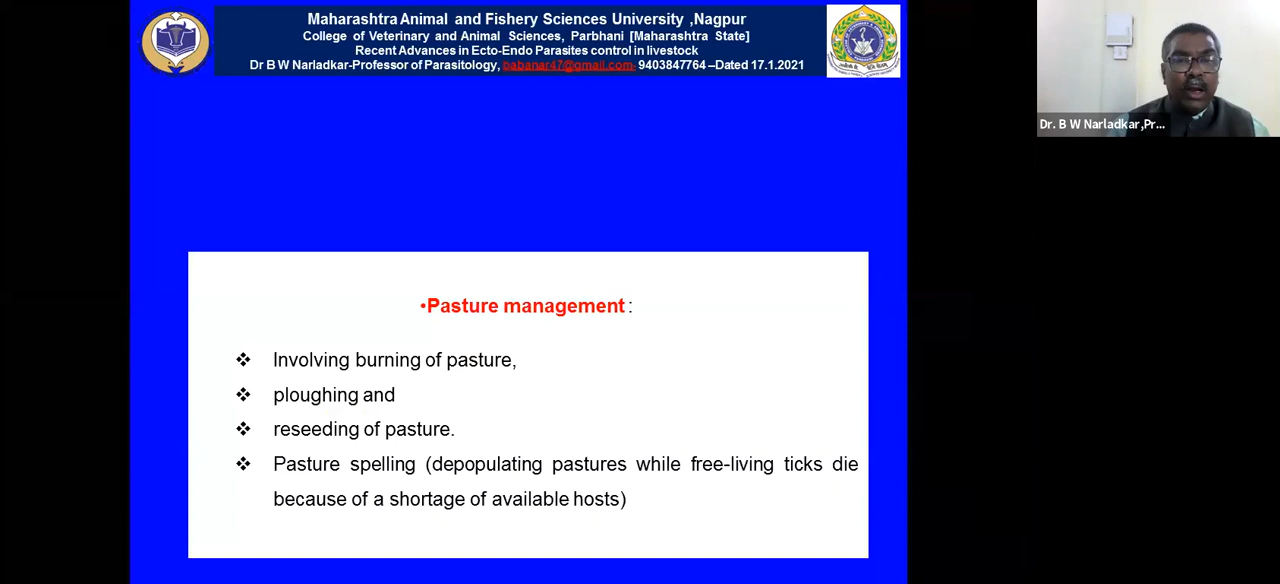 Maharashtra Animal and Fishery Sciences University ,Nagpur
College of Veterinary and Animal Sciences, Parbhani [Maharashtra State]
Recent Advances in Ecto-Endo Parasites control in livestock
Dr B W Narladkar-Professor of Parasitology, babanar47@gmail.com- 9403847764 –Dated 17.1.2021
Dr. B W Narladkar,Pr...
•Pasture management :
❖ Involving burning of pasture,
❖ ploughing and
❖ reseeding of pasture.
❖ Pasture spelling (depopulating pastures while free-living ticks die
because of a shortage of available hosts)